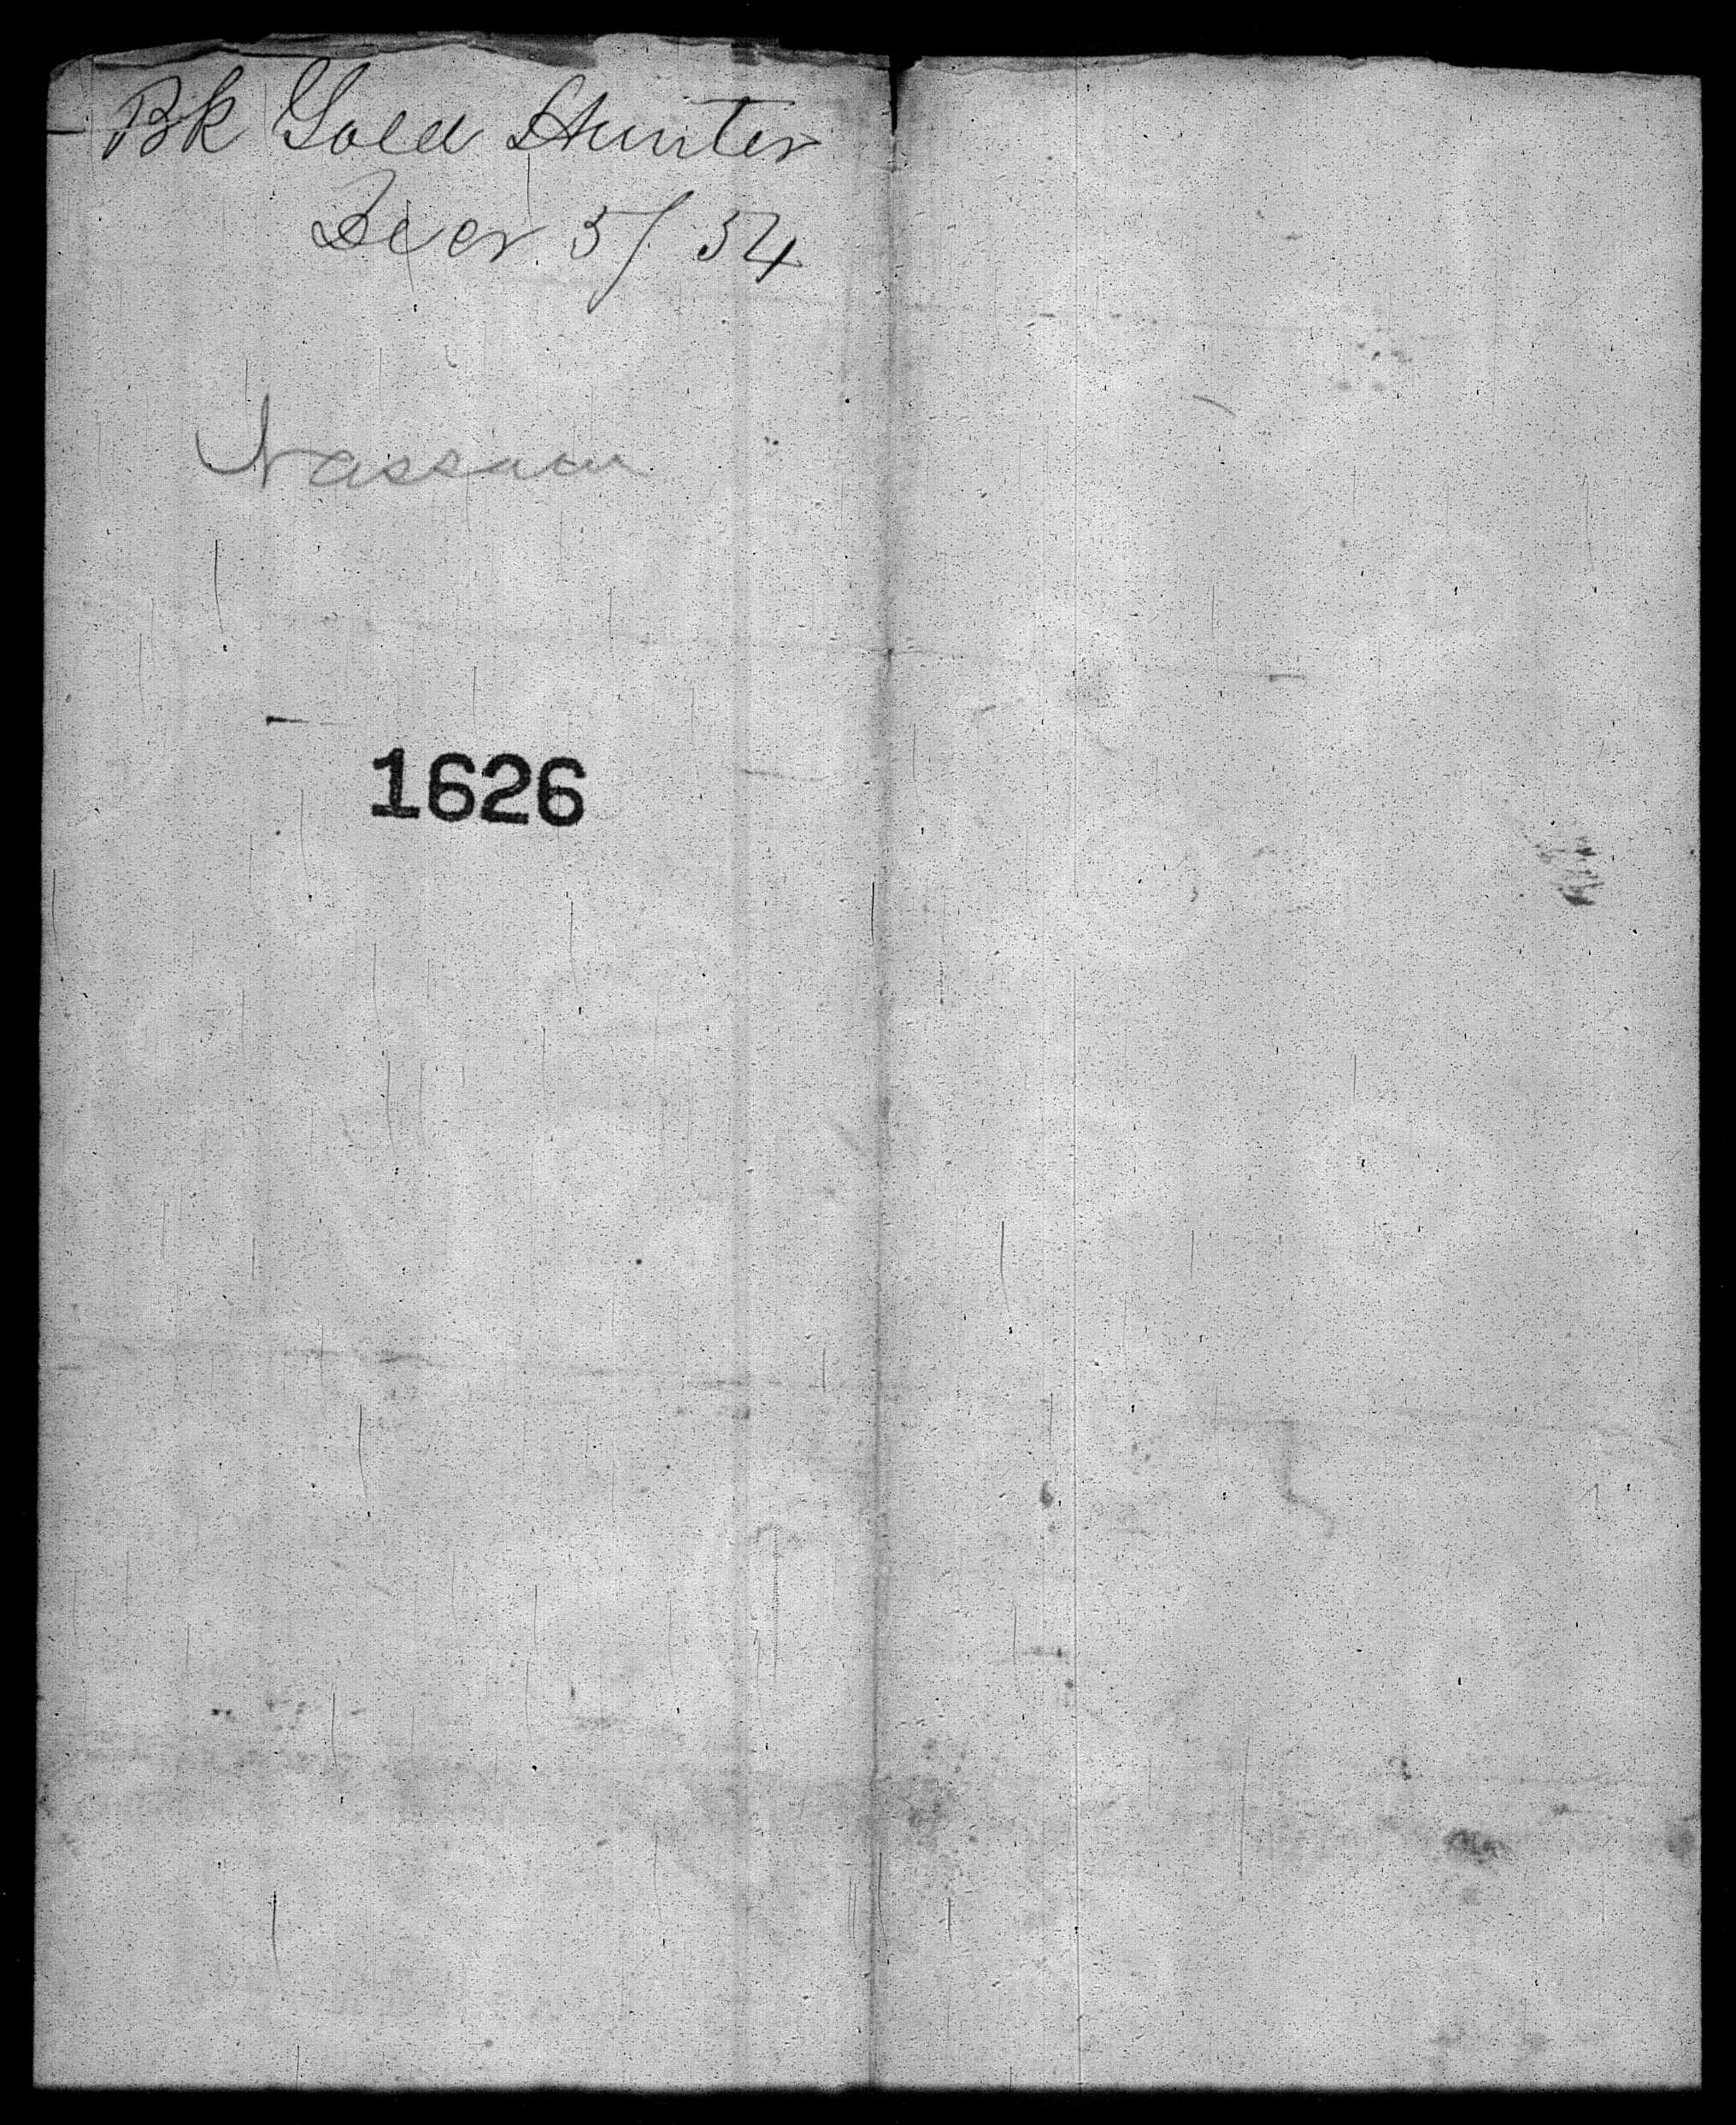 Bk Gold Hunter
Decr 5/54
Nassau
1626